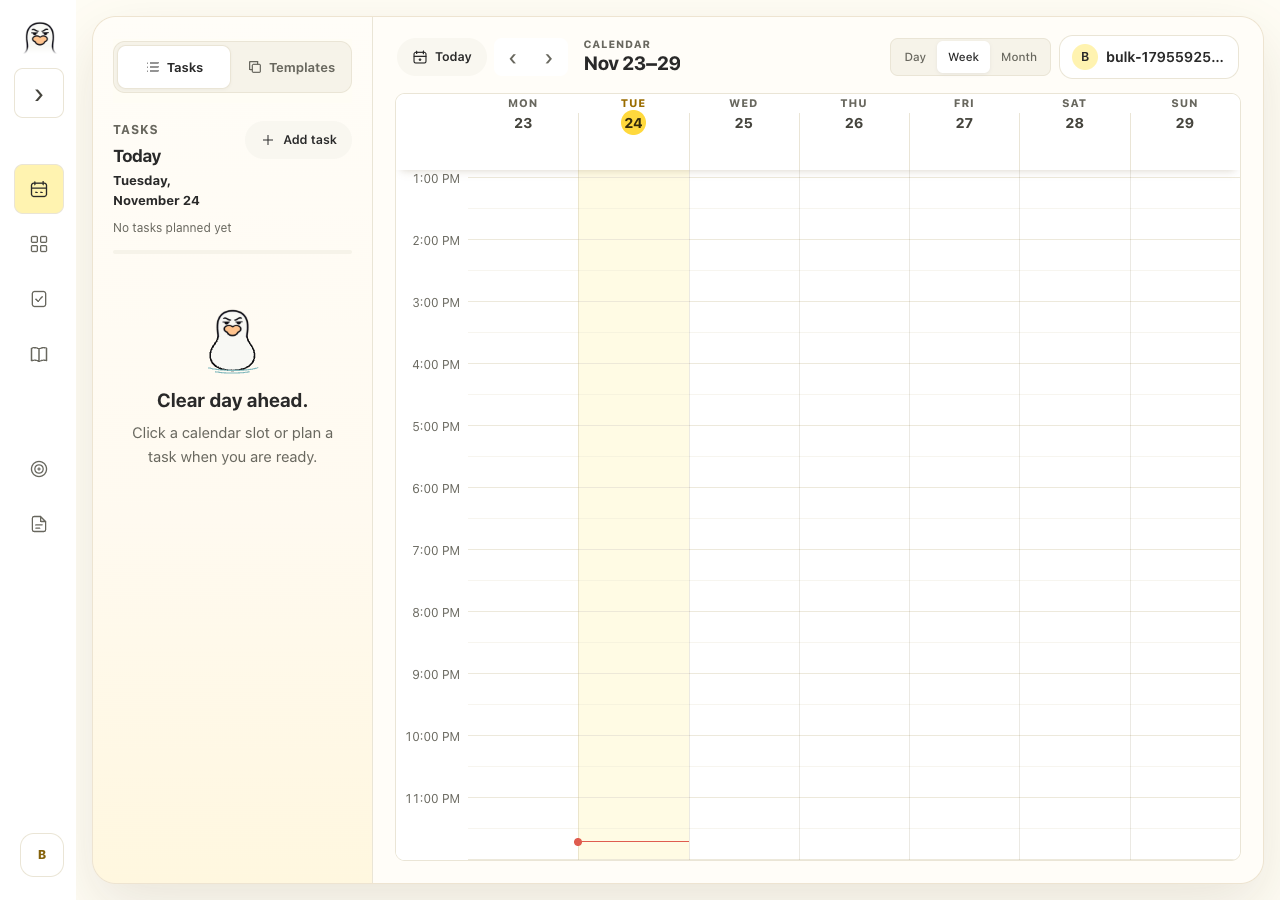 Tasks
Templates
TASKS
Today
Tuesday,
November 24
No tasks planned yet
Add task
Clear day ahead.
Click a calendar slot or plan a
task when you are ready.
B
Today
CALENDAR
Nov 23–29
Day
Week
Month
B
bulk-17955925...
MON
23
TUE
24
WED
25
THU
26
FRI
27
SAT
28
SUN
29
1:00 PM
2:00 PM
3:00 PM
4:00 PM
5:00 PM
6:00 PM
7:00 PM
8:00 PM
9:00 PM
10:00 PM
11:00 PM